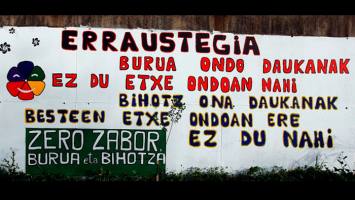 ERRAUSTEGiA
BURUA ONDO DAUKANAK
EZ DU ETXE ONDOAN NAHi
BiHOTZ ONA DAUKANAK
BESTEEN ETXE ONDOAN ERE
EZ DU NAHi
ZERO ZABOR,
BURUA eta BiHOTZA